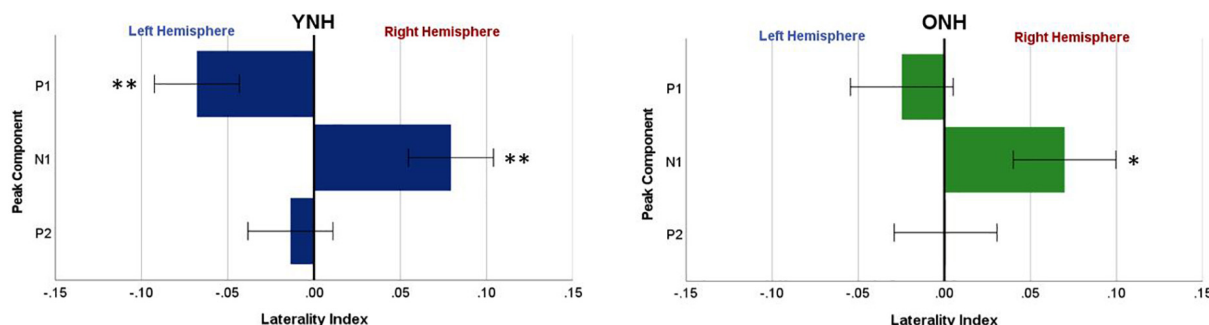 YNH
Left Hemisphere
Right Hemisphere
Peak Component
P1
**
N1
**
P2
-.15
-.10
-.05
.00
.05
.10
.15
Laterality Index
ONH
Left Hemisphere
Right Hemisphere
Peak Component
P1
N1
*
P2
-.15
-.10
-.05
.00
.05
.10
.15
Laterality Index